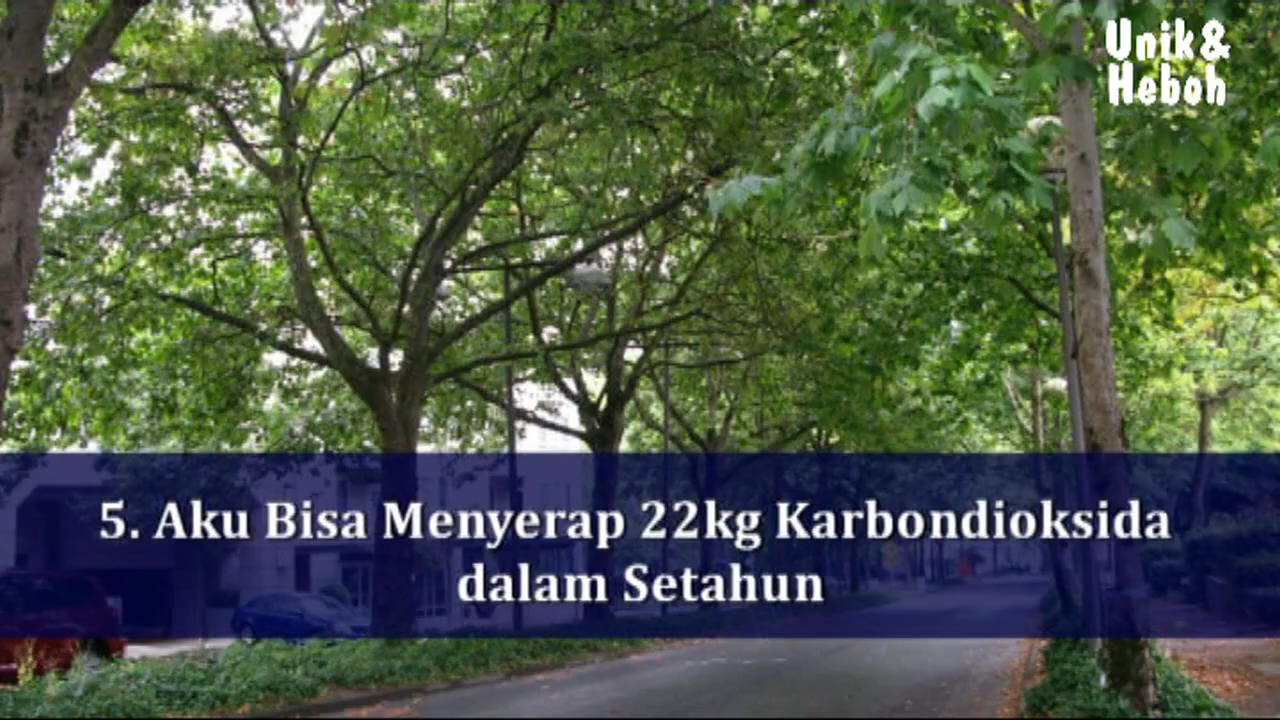 Unik&
Heboh
5. Aku Bisa Menyerap 22kg Karbondioksida
dalam Setahun